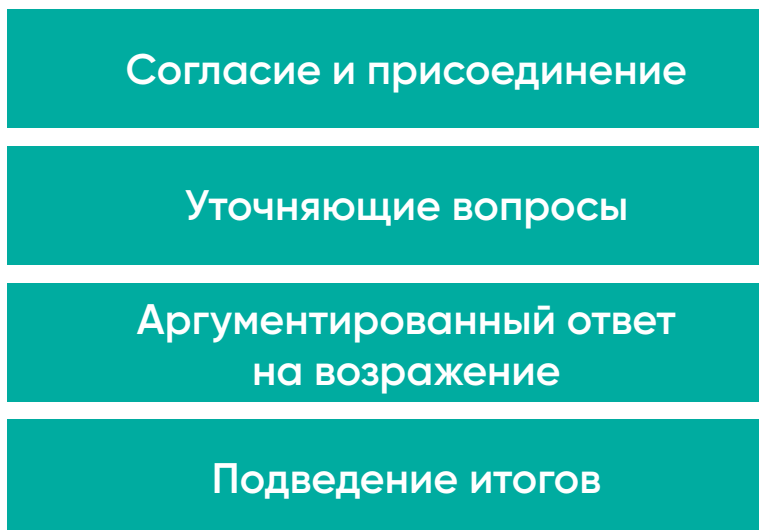 Согласие и присоединение
Уточняющие вопросы
Аргументированный ответ
на возражение
Подведение итогов